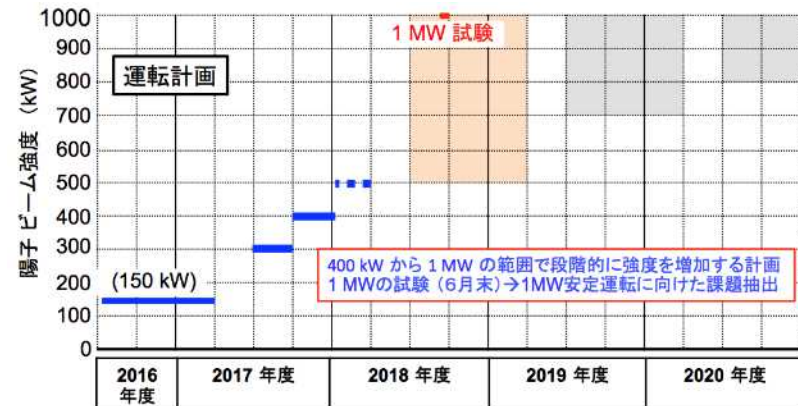 1000
900
800
700
600
500
400
300
200
100
0
陽子 ビーム強度 (kW)
運転計画
1 MW 試験
(150 kW)
400 kW から 1 MW の範囲で段階的に強度を増加する計画
1 MWの試験（6月末）→1MW安定運転に向けた課題抽出
2016
年度
2017 年度
2018 年度
2019 年度
2020 年度